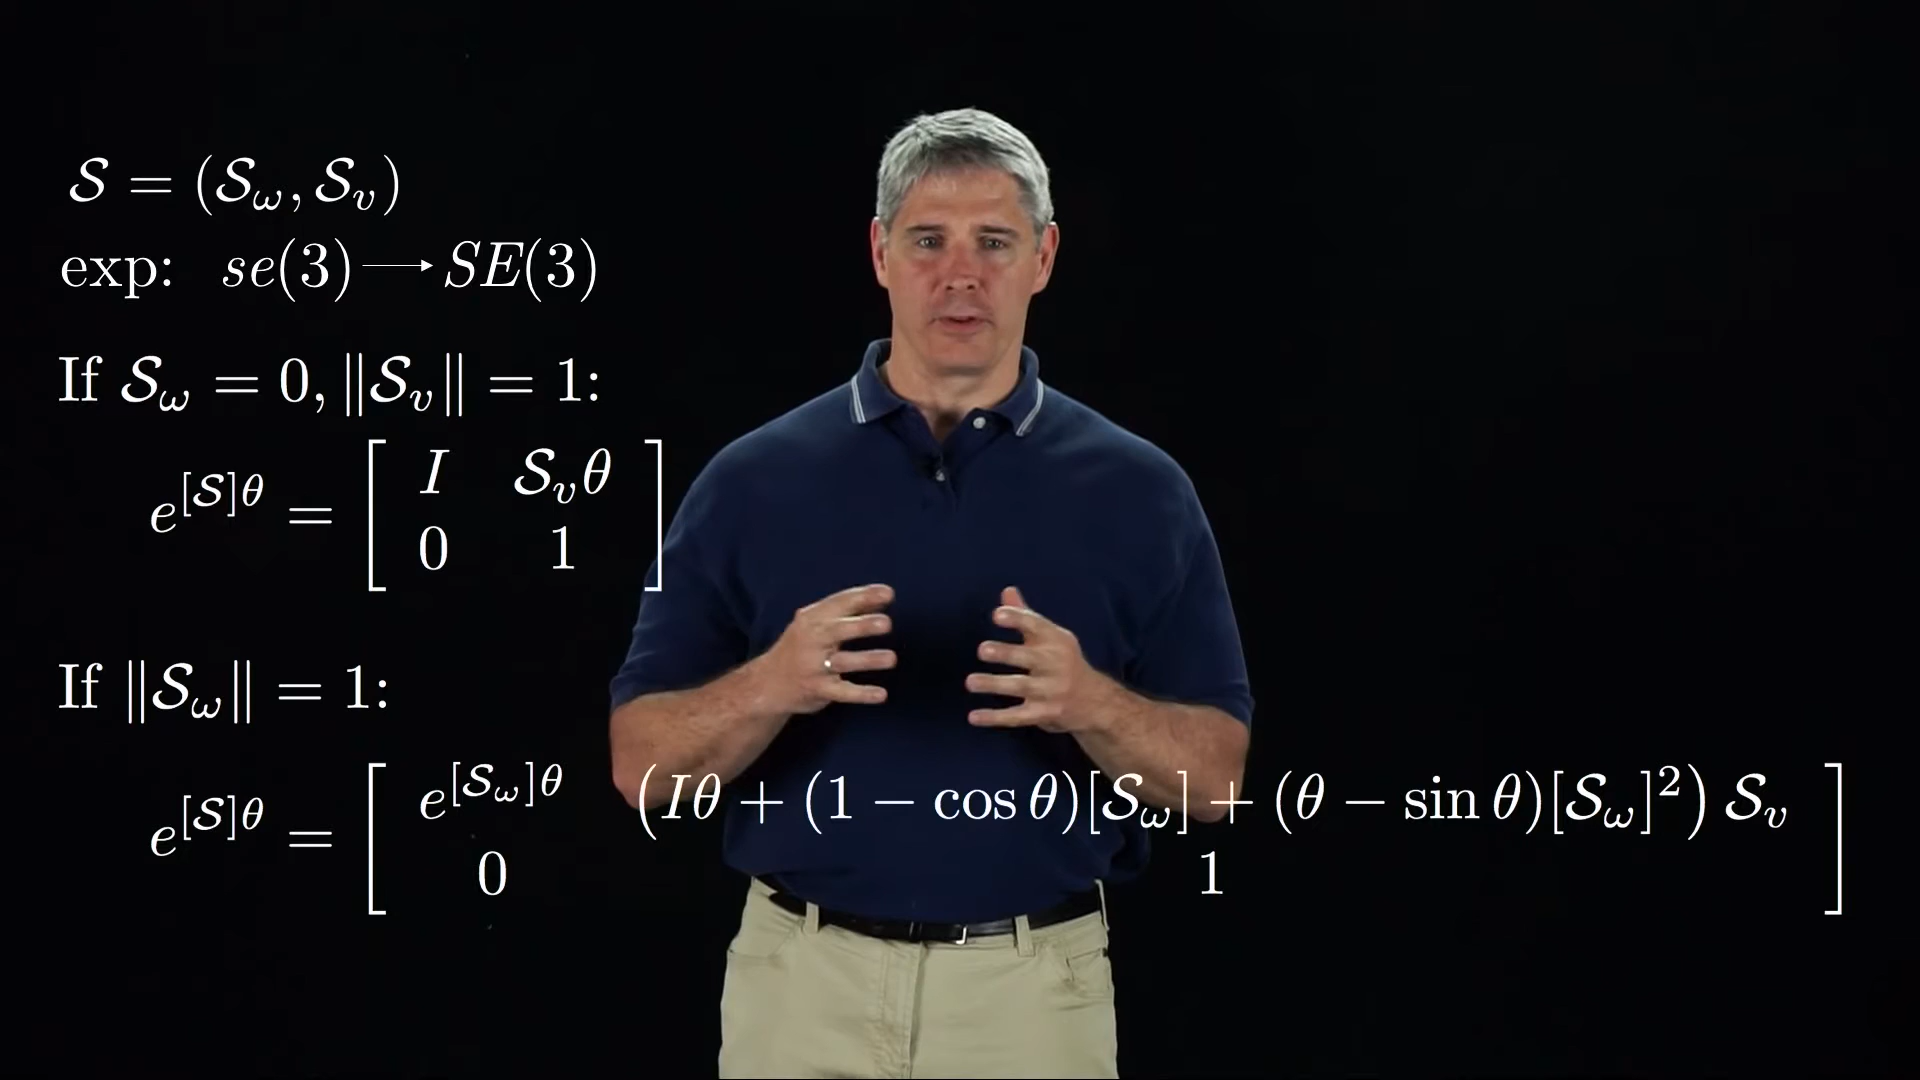 𝒮 = (𝒮_ω, 𝒮_v)
exp: se(3) ⟶ SE(3)
If 𝒮_ω = 0, ‖𝒮_v‖ = 1:
e^{[𝒮]θ} = [ I 𝒮_vθ
0 1 ]
If ‖𝒮_ω‖ = 1:
e^{[𝒮]θ} = [ e^{[𝒮_ω]θ} (Iθ + (1 − cos θ)[𝒮_ω] + (θ − sin θ)[𝒮_ω]²) 𝒮_v
0 1 ]